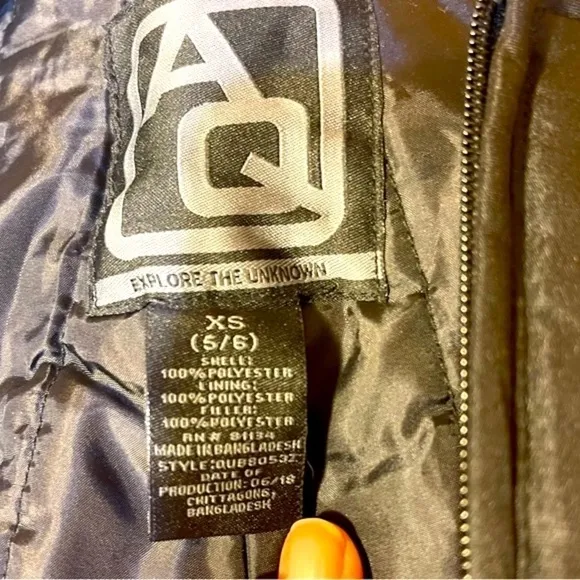 AQ
EXPLORE THE UNKNOWN
XS
(5/6)
SHELL:
100%POLYESTER
LINING:
100%POLYESTER
FILLER:
100%POLYESTER
RN# 81134
MADE IN BANGLADESH
STYLE:QUB8053Z
DATE OF
PRODUCTION: 06/18
CHITTAGONG,
BANGLADESH